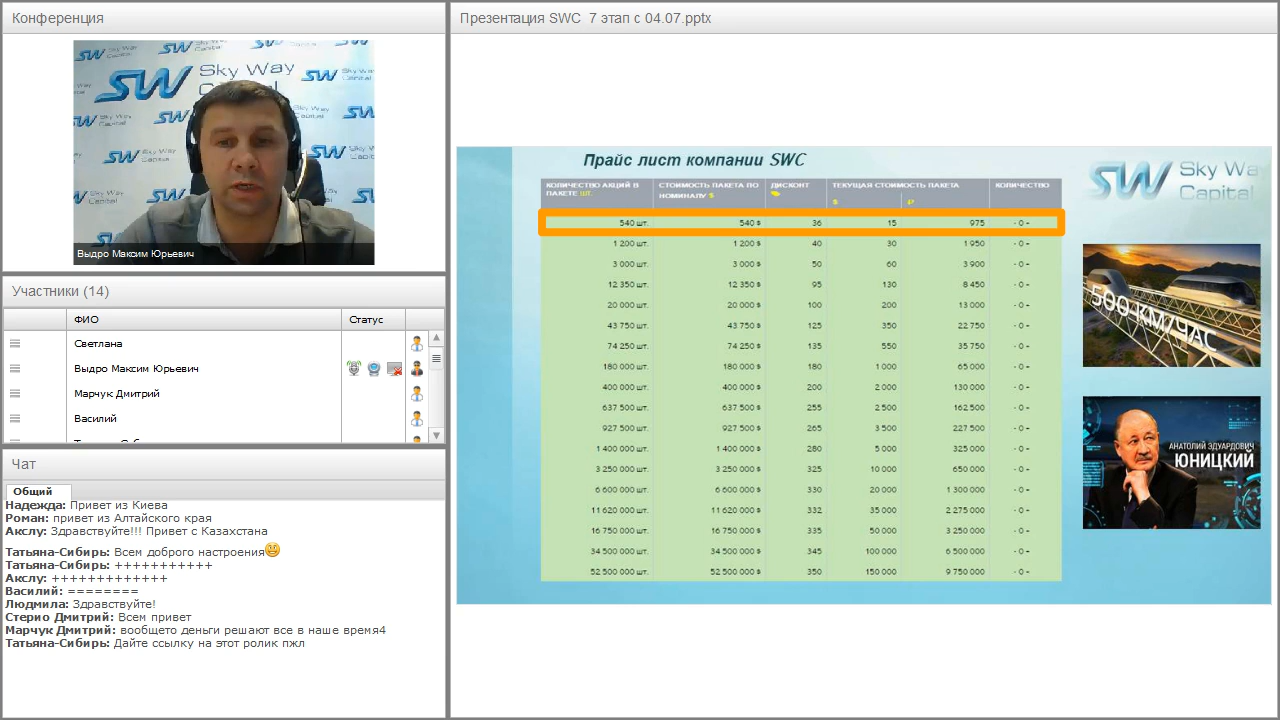 Конференция
SW Sky Way
Capital
Выдро Максим Юрьевич
Участники (14)
ФИО
Статус
Светлана
Выдро Максим Юрьевич
Марчук Дмитрий
Василий
Чат
Общий
Надежда: Привет из Киева
Роман: привет из Алтайского края
Акслу: Здравствуйте!!! Привет с Казахстана
Татьяна-Сибирь: Всем доброго настроения
Татьяна-Сибирь: +++++++++++
Акслу: +++++++++++++
Василий: ========
Людмила: Здравствуйте!
Стерио Дмитрий: Всем привет
Марчук Дмитрий: вообщето деньги решают все в наше время4
Татьяна-Сибирь: Дайте ссылку на этот ролик пжл
Презентация SWC 7 этап с 04.07.pptx
Прайс лист компании SWC
КОЛИЧЕСТВО АКЦИЙ В ПАКЕТЕ ШТ. СТОИМОСТЬ ПАКЕТА ПО НОМИНАЛУ $ ДИСКОНТ ТЕКУЩАЯ СТОИМОСТЬ ПАКЕТА $ ₽ КОЛИЧЕСТВО
540 шт. 540 $ 36 15 975 - 0 +
1 200 шт. 1 200 $ 40 30 1 950 - 0 +
3 000 шт. 3 000 $ 50 60 3 900 - 0 +
12 350 шт. 12 350 $ 95 130 8 450 - 0 +
20 000 шт. 20 000 $ 100 200 13 000 - 0 +
43 750 шт. 43 750 $ 125 350 22 750 - 0 +
74 250 шт. 74 250 $ 135 550 35 750 - 0 +
180 000 шт. 180 000 $ 180 1 000 65 000 - 0 +
400 000 шт. 400 000 $ 200 2 000 130 000 - 0 +
637 500 шт. 637 500 $ 255 2 500 162 500 - 0 +
927 500 шт. 927 500 $ 265 3 500 227 500 - 0 +
1 400 000 шт. 1 400 000 $ 280 5 000 325 000 - 0 +
3 250 000 шт. 3 250 000 $ 325 10 000 650 000 - 0 +
6 600 000 шт. 6 600 000 $ 330 20 000 1 300 000 - 0 +
11 620 000 шт. 11 620 000 $ 332 35 000 2 275 000 - 0 +
16 750 000 шт. 16 750 000 $ 335 50 000 3 250 000 - 0 +
34 500 000 шт. 34 500 000 $ 345 100 000 6 500 000 - 0 +
52 500 000 шт. 52 500 000 $ 350 150 000 9 750 000 - 0 +
SW Sky Wa
Capital
500 КМ/ЧАС
АНАТОЛИЙ ЭДУАРДОВИЧ
ЮНИЦКИЙ